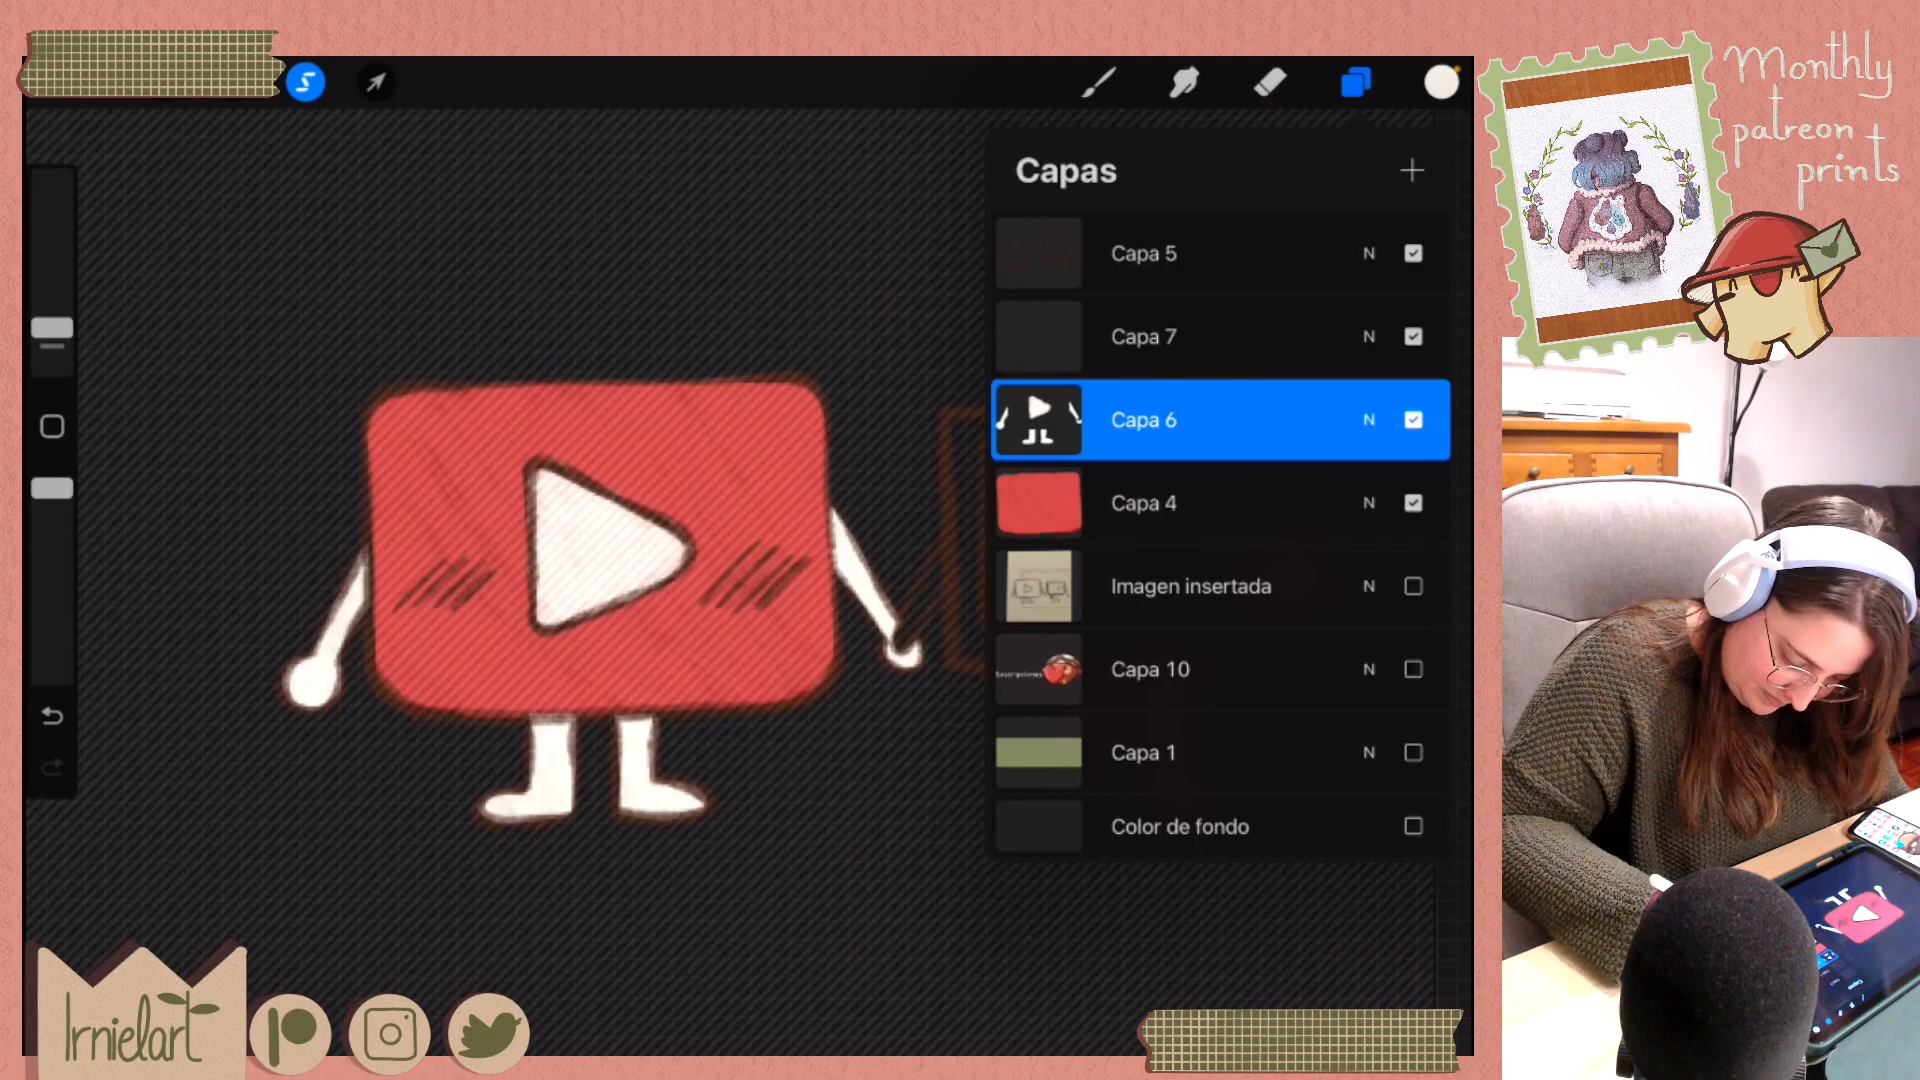 Monthly
patreon
prints
Capas
Capa 5 N
Capa 7 N
Capa 6 N
Capa 4 N
Imagen insertada N
Capa 10 N
Capa 1 N
Color de fondo
Irnielart